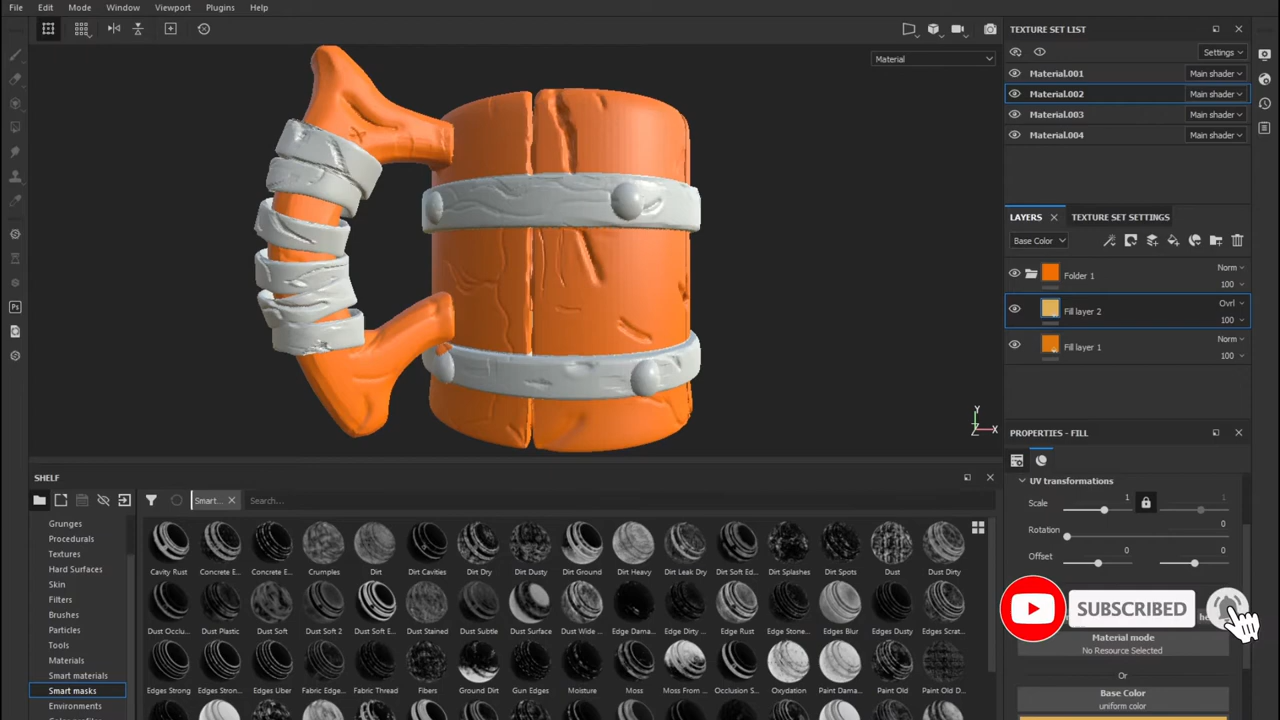 File Edit Mode Window Viewport Plugins Help
Material
TEXTURE SET LIST
Settings
Material.001 Main shader
Material.002 Main shader
Material.003 Main shader
Material.004 Main shader
LAYERS TEXTURE SET SETTINGS
Base Color
Folder 1 Norm 100
Fill layer 2 Ovrl 100
Fill layer 1 Norm 100
Y
Z X
PROPERTIES - FILL
UV transformations
Scale 1 1
Rotation 0
Offset 0 0
SUBSCRIBED
Material mode
No Resource Selected
Or
Base Color
uniform color
SHELF
Smart... Search...
Grunges
Procedurals
Textures
Hard Surfaces
Skin
Filters
Brushes
Particles
Tools
Materials
Smart materials
Smart masks
Environments
Cavity Rust Concrete E... Concrete E... Crumples Dirt Dirt Cavities Dirt Dry Dirt Dusty Dirt Ground Dirt Heavy Dirt Leak Dry Dirt Soft Ed... Dirt Splashes Dirt Spots Dust Dust Dirty
Dust Occlu... Dust Plastic Dust Soft Dust Soft 2 Dust Soft E... Dust Stained Dust Subtle Dust Surface Dust Wide ... Edge Dama... Edge Dirty ... Edge Rust Edge Stone... Edges Blur Edges Dusty Edges Scrat...
Edges Strong Edges Stron... Edges Uber Fabric Edge... Fabric Thread Fibers Ground Dirt Gun Edges Moisture Moss Moss From ... Occlusion S... Oxydation Paint Dama... Paint Old Paint Old D...
Ps